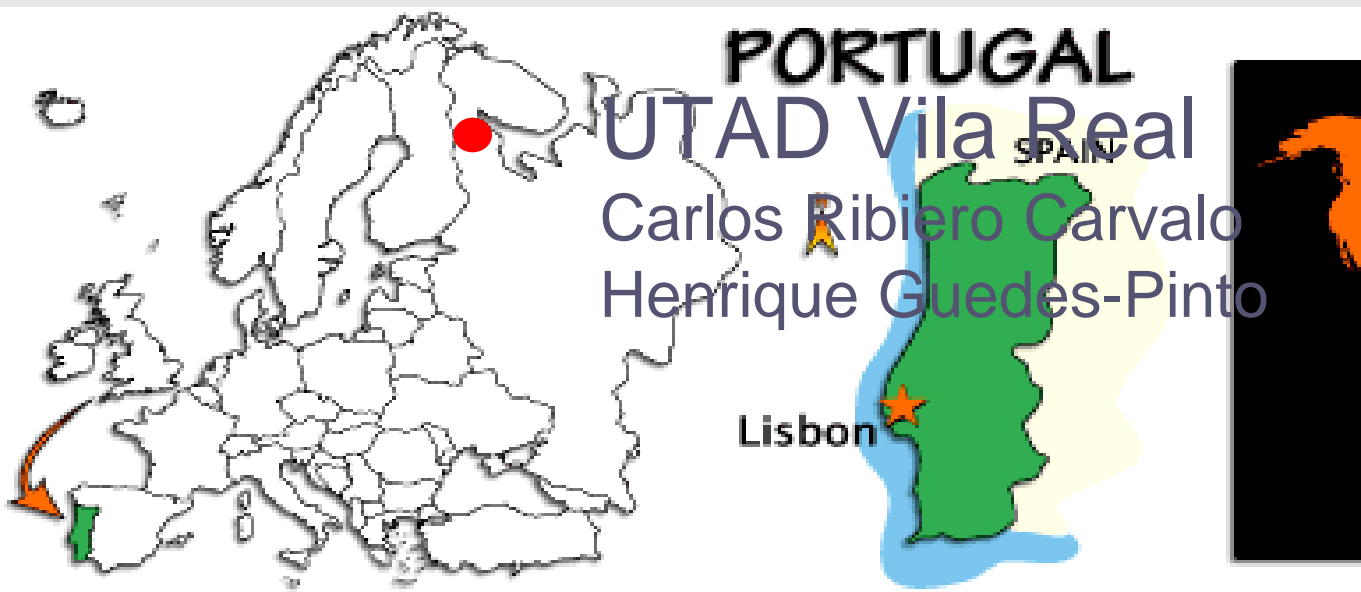 PORTUGAL
UTAD Vila Real
SPAIN
Carlos Ribiero Carvalo
Henrique Guedes-Pinto
Lisbon